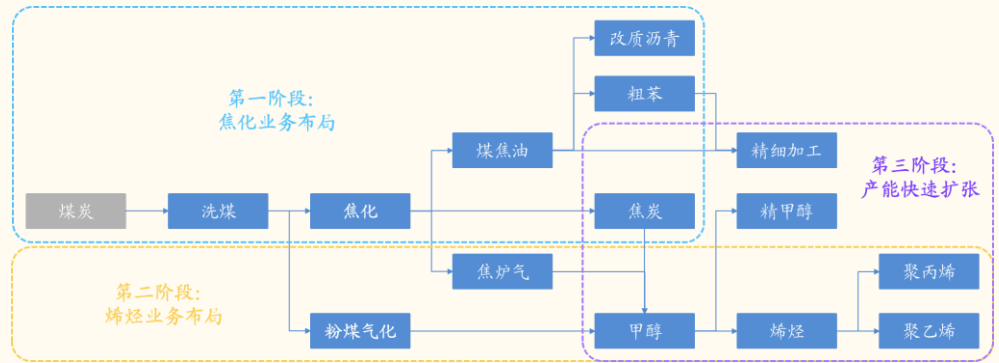 改质沥青
第一阶段：
焦化业务布局
粗苯
煤焦油
精细加工
第三阶段：
产能快速扩张
煤炭
洗煤
焦化
焦炭
精甲醇
第二阶段：
烯烃业务布局
焦炉气
聚丙烯
粉煤气化
甲醇
烯烃
聚乙烯